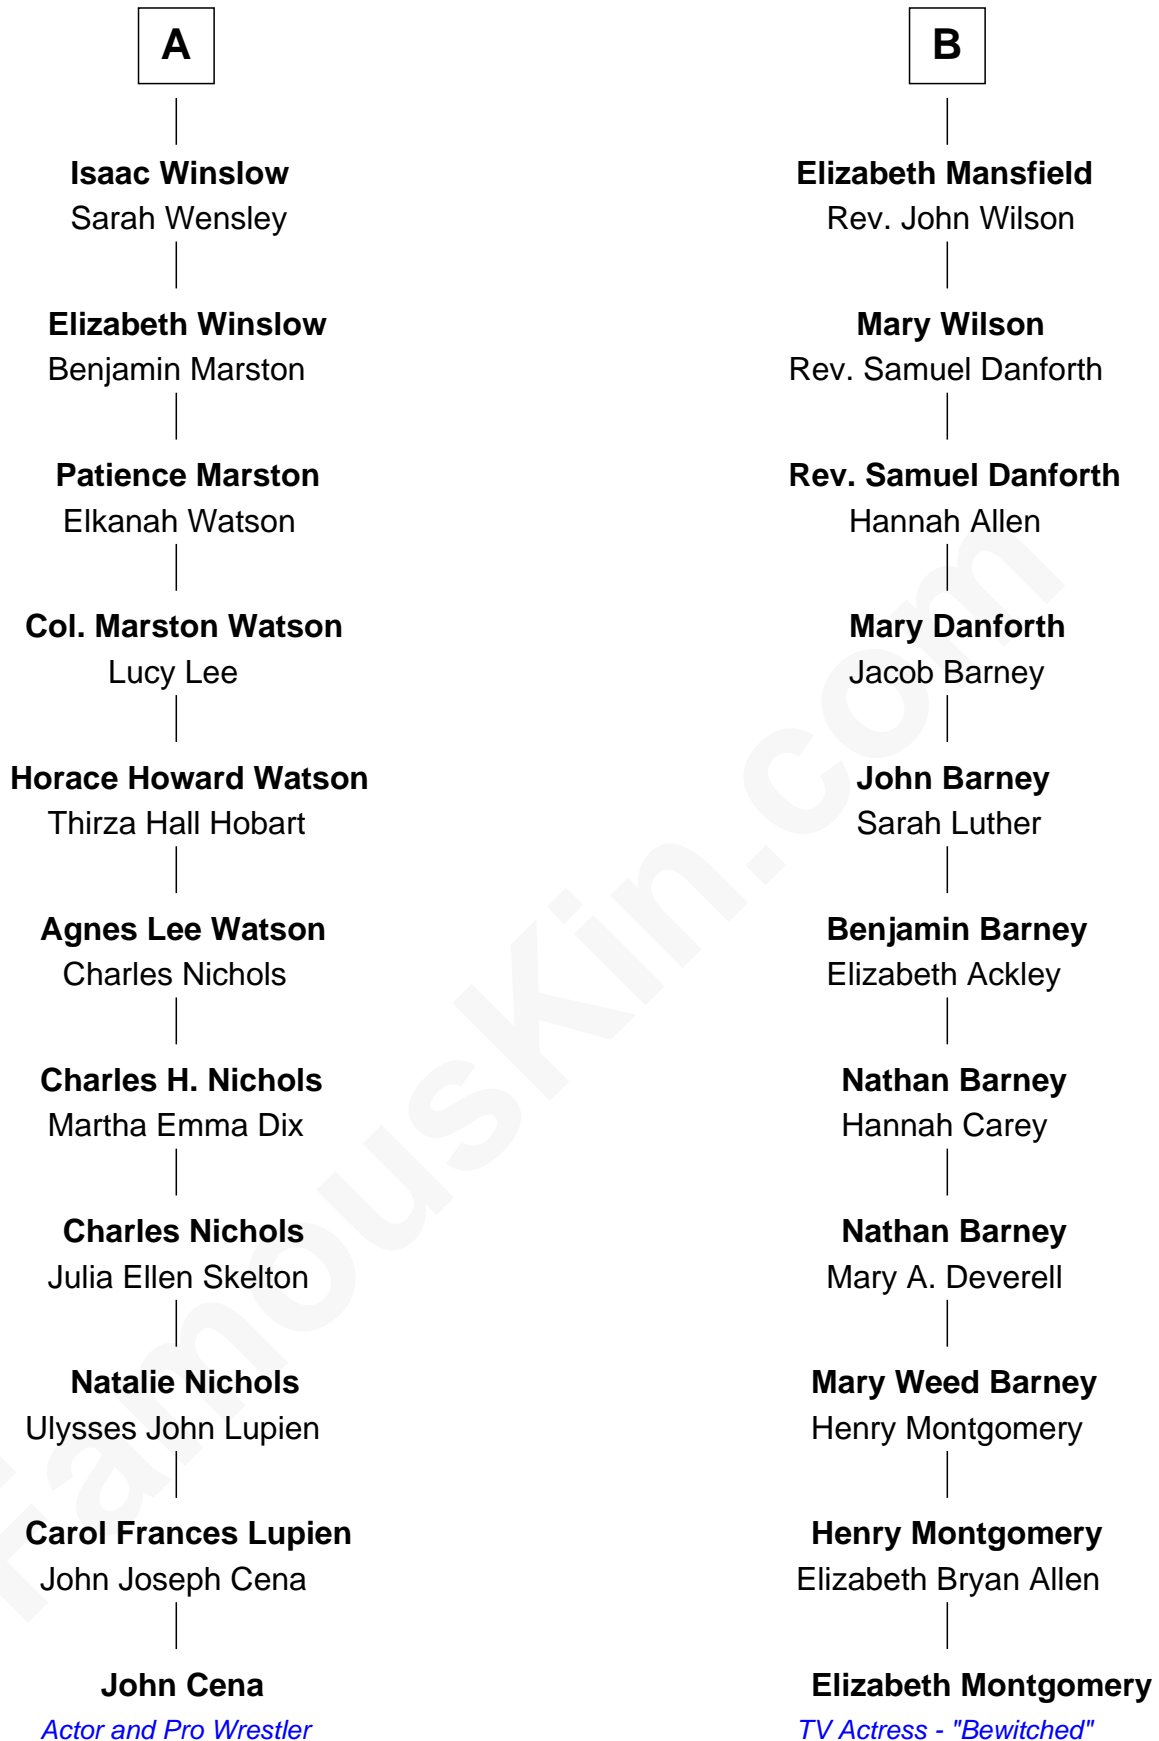 A
Isaac Winslow
Sarah Wensley
Elizabeth Winslow
Benjamin Marston
Patience Marston
Elkanah Watson
Col. Marston Watson
Lucy Lee
Horace Howard Watson
Thirza Hall Hobart
Agnes Lee Watson
Charles Nichols
Charles H. Nichols
Martha Emma Dix
Charles Nichols
Julia Ellen Skelton
Natalie Nichols
Ulysses John Lupien
Carol Frances Lupien
John Joseph Cena
John Cena
Actor and Pro Wrestler
B
Elizabeth Mansfield
Rev. John Wilson
Mary Wilson
Rev. Samuel Danforth
Rev. Samuel Danforth
Hannah Allen
Mary Danforth
Jacob Barney
John Barney
Sarah Luther
Benjamin Barney
Elizabeth Ackley
Nathan Barney
Hannah Carey
Nathan Barney
Mary A. Deverell
Mary Weed Barney
Henry Montgomery
Henry Montgomery
Elizabeth Bryan Allen
Elizabeth Montgomery
TV Actress - "Bewitched"
FamousKin.com